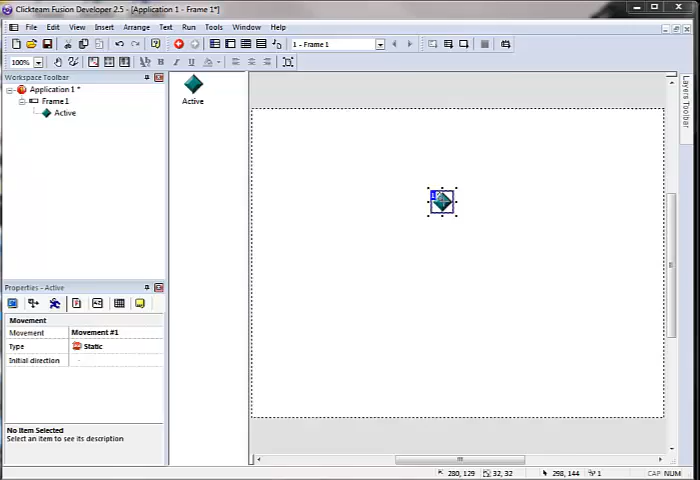 Clickteam Fusion Developer 2.5 - [Application 1 - Frame 1*]
File Edit View Insert Arrange Text Run Tools Window Help
1 - Frame 1
100%
Workspace Toolbar
Application 1 *
Frame 1
Active
Active
1
Layers Toolbar
Properties - Active
Movement
Movement Movement #1
Type Static
Initial direction
No Item Selected
Select an item to see its description
280, 129 32, 32 298, 144 1 CAP NUM